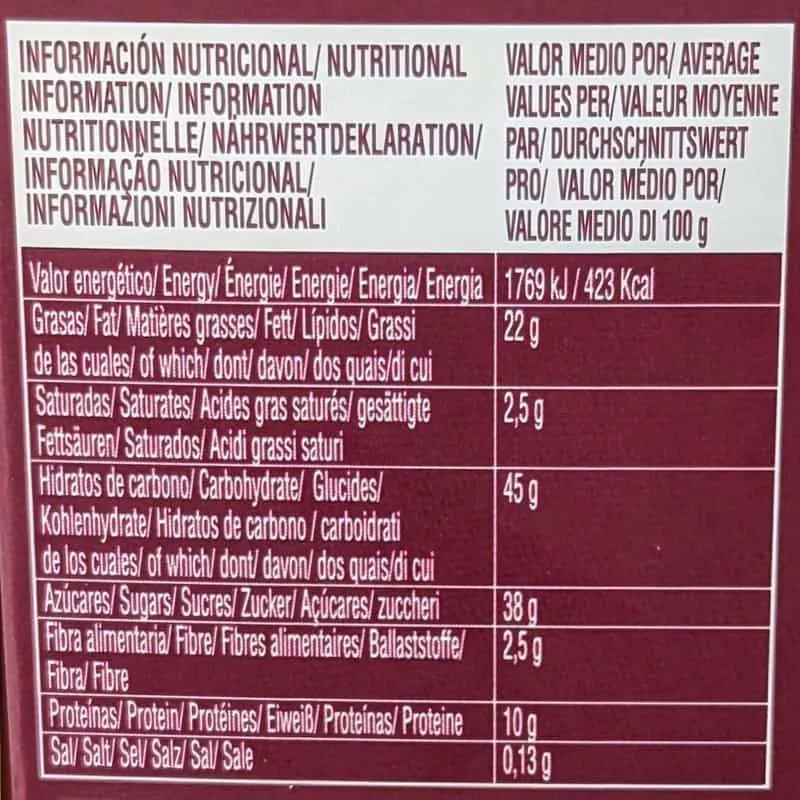 INFORMACIÓN NUTRICIONAL/ NUTRITIONAL
INFORMATION/ INFORMATION
NUTRITIONNELLE/ NÄHRWERTDEKLARATION/
INFORMAÇÃO NUTRICIONAL/
INFORMAZIONI NUTRIZIONALI
VALOR MEDIO POR/ AVERAGE
VALUES PER/ VALEUR MOYENNE
PAR/ DURCHSCHNITTSWERT
PRO/ VALOR MÉDIO POR/
VALORE MEDIO DI 100 g
Valor energético/ Energy/ Énergie/ Energie/ Energia/ Energia 1769 kJ / 423 Kcal
Grasas/ Fat/ Matières grasses/ Fett/ Lípidos/ Grassi 22 g
de las cuales/ of which/ dont/ davon/ dos quais/di cui
Saturadas/ Saturates/ Acides gras saturés/ gesättigte 2,5 g
Fettsäuren/ Saturados/ Acidi grassi saturi
Hidratos de carbono/ Carbohydrate/ Glucides/ 45 g
Kohlenhydrate/ Hidratos de carbono / carboidrati
de los cuales/ of which/ dont/ davon/ dos quais/di cui
Azúcares/ Sugars/ Sucres/ Zucker/ Açúcares/ zuccheri 38 g
Fibra alimentaria/ Fibre/ Fibres alimentaires/ Ballaststoffe/ 2,5 g
Fibra/ Fibre
Proteínas/ Protein/ Protéines/ Eiweiß/ Proteínas/ Proteine 10 g
Sal/ Salt/ Sel/ Salz/ Sal/ Sale 0,13 g